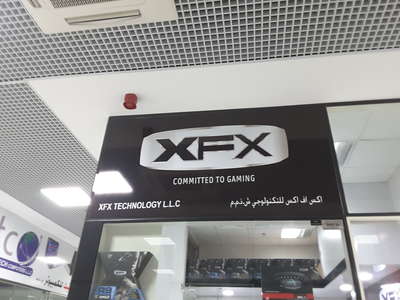 XFX
COMMITTED TO GAMING
XFX TECHNOLOGY L.L.C
اكس اف اكس للتكنولوجي ش.ذ.م.م